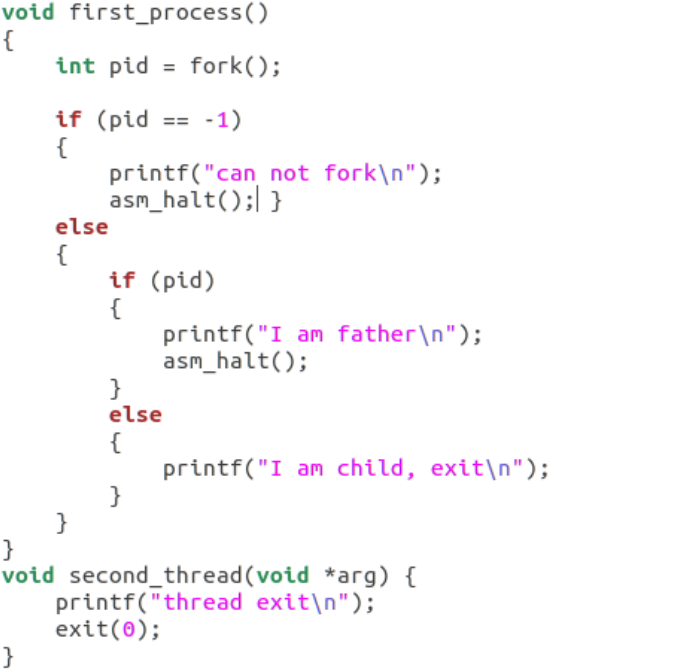 void first_process()
{
    int pid = fork();

    if (pid == -1)
    {
        printf("can not fork\n");
        asm_halt(); }
    else
    {
        if (pid)
        {
            printf("I am father\n");
            asm_halt();
        }
        else
        {
            printf("I am child, exit\n");
        }
    }
}
void second_thread(void *arg) {
    printf("thread exit\n");
    exit(0);
}